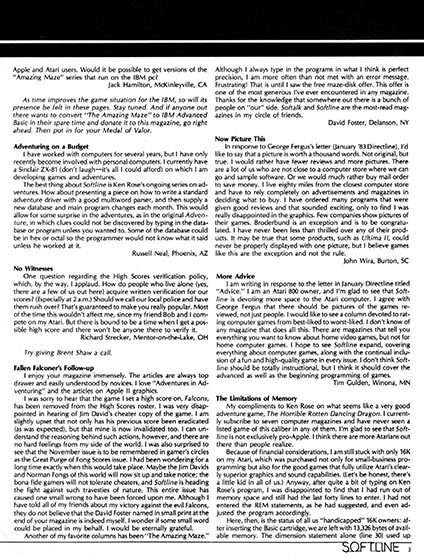 Apple and Atari users. Would it be possible to get versions of the
"Amazing Maze" series that run on the IBM pc?
Jack Hamilton, McKinleyville, CA
As time improves the game situation for the IBM, so will its
presence be felt in these pages. Stay tuned. And if anyone out
there wants to convert "The Amazing Maze" to IBM Advanced
Basic in their spare time and donate it to this magazine, go right
ahead. Then put in for your Medal of Valor.
Adventuring on a Budget
I have worked with computers for several years, but I have only
recently become involved with personal computers. I currently have
a Sinclair ZX-81 (don't laugh—it's all I could afford) on which I am
developing games and adventures.
The best thing about Softline is Ken Rose's ongoing series on ad-
ventures. How about presenting a piece on how to write a standard
adventure driver with a good multiword parser, and then supply a
new database and main program changes each month. This would
allow for some surprise in the adventures, as in the original Adven-
ture, in which clues could not be discovered by typing in the data-
base or program unless you wanted to. Some of the database could
be in hex or octal so the programmer would not know what it said
unless he worked at it.
Russell Neal, Phoenix, AZ
No Witnesses
One question regarding the High Scores verification policy,
which, by the way, I applaud. How do people who live alone (yes,
there are a few of us out here) acquire written verification for our
scores? (Especially at 2 a.m.) Should we call our local police and have
them rush over? That's guaranteed to make you really popular. Most
of the time this wouldn't affect me, since my friend Bob and I com-
pete on my Atari. But there is bound to be a time when I get a pos-
sible high score and there won't be anyone there to verify it.
Richard Strecker, Mentor-on-the-Lake, OH
Try giving Brent Shaw a call.
Fallen Falconer's Follow-up
I enjoy your magazine immensely. The articles are always top
drawer and easily understood by novices. I love "Adventures in Ad-
venturing" and the articles on Apple II graphics.
I was sorry to hear that the game I set a high score on, Falcons,
has been removed from the High Scores roster. I was very disap-
pointed in hearing of Jim David's cheater copy of the game. I am
slightly upset that not only has his previous score been eradicated
(as was expected), but that mine is now invalidated too. I can un-
derstand the reasoning behind such actions, however, and there are
no hard feelings from my side of the world. I was also surprised to
see that the November issue is to be remembered in gamer's circles
as the Great Purge of Fong Scores issue. I had been wondering for a
long time exactly when this would take place. Maybe the Jim Davids
and Norman Fongs of this world will now sit up and take notice; the
bona fide gamers will not tolerate cheaters, and Softline is heading
the fight against such travesties of nature. This entire issue has
caused one small wrong to have been forced upon me. Although I
have told all of my friends about my victory against the evil Falcons,
they do not believe that the David Foster named in small print at the
end of your magazine is indeed myself. I wonder if some small word
could be placed in my behalf. I would be eternally grateful.
Another of my favorite columns has been "The Amazing Maze."
Although I always type in the programs in what I think is perfect
precision, I am more often than not met with an error message.
Frustrating! That is until I saw the free maze-disk offer. This offer is
one of the most generous I've ever encountered in any magazine.
Thanks for the knowledge that somewhere out there is a bunch of
people on "our" side. Softalk and Softline are the most-read mag-
azines in my circle of friends.
David Foster, Delanson, NY
Now Picture This
In response to George Fergus's letter (January '83 Directline), I'd
like to say that a picture is worth a thousand words. Not original, but
true. I would rather have fewer reviews and more pictures. There
are a lot of us who are not close to a computer store where we can
go and sample software. Or we would much rather buy mail order
to save money. I live eighty miles from the closest computer store
and have to rely completely on advertisements and magazines in
deciding what to buy. I have ordered many programs that were
given good reviews and that sounded exciting, only to find I was
really disappointed in the graphics. Few companies show pictures of
their games. Broderbund is an exception and is to be congratu-
lated. I have never been less than thrilled over any of their prod-
ucts. It may be true that some products, such as Ultima II, could
never be properly displayed with one picture, but I believe games
like this are the exception and not the rule.
John Wira, Burton, SC
More Advice
I am writing in response to the letter in January Directline titled
"Advice." I am an Atari 800 owner, and I'm glad to see that Soft-
line is devoting more space to the Atari computer. I agree with
George Fergus that there should be pictures of the games re-
viewed, not just people. I would like to see a column devoted to rat-
ing computer games from best-liked to worst-liked. I don't know of
any magazine that does all this. There are magazines that tell you
everything you want to know about home video games, but not for
home computer games. I hope to see Softline expand, covering
everything about computer games, along with the continual induc-
sion of a fun and high-quality game in every issue. I don't think Soft-
line should be totally instructional, but I think it should cover the
advanced as well as the beginning programming of games.
Tim Gulden, Winona, MN
The Limitations of Memory
My compliments to Ken Rose on what seems like a very good
adventure game, The Horrible Rotten Dancing Dragon. I current-
ly subscribe to seven computer magazines and have never seen a
listed game of this caliber in any of them. I'm glad to see that Soft-
line is not exclusively pro-Apple. I think there are more Atarians out
there than people realize.
Because of financial considerations, I am still stuck with only 16K
on my Atari, which was purchased not only for small-business pro-
gramming but also for the good games that fully utilize Atari's clear-
ly superior graphics and sound capabilities. (Let's be honest, there's
a little kid in all of us.) Anyway, after quite a bit of typing on Ken
Rose's program, I was disappointed to find that I had run out of
memory space and still had the last forty lines to enter. I had not
entered the REM statements, as he had suggested, and even ad-
justed the program accordingly.
Here, then, is the status of all us "handicapped" 16K owners: af-
ter inserting the Basic cartridge, we are left with 13,326 bytes of avail-
able memory. The dimension statement alone (line 30) used up
SOFTLINE 3